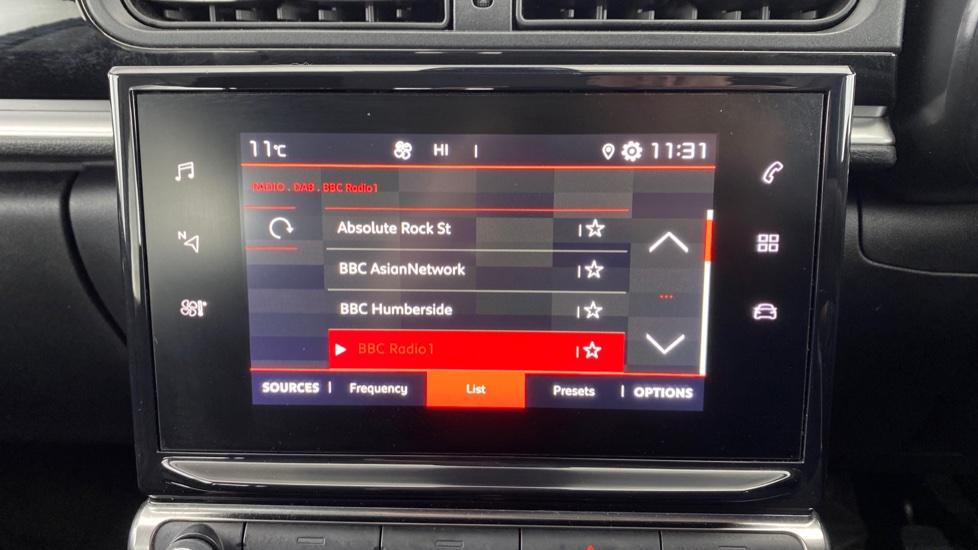 11°C HI 11:31
RADIO . DAB . BBC Radio1
Absolute Rock St
BBC AsianNetwork
N
BBC Humberside
BBC Radio1
SOURCES Frequency List Presets OPTIONS